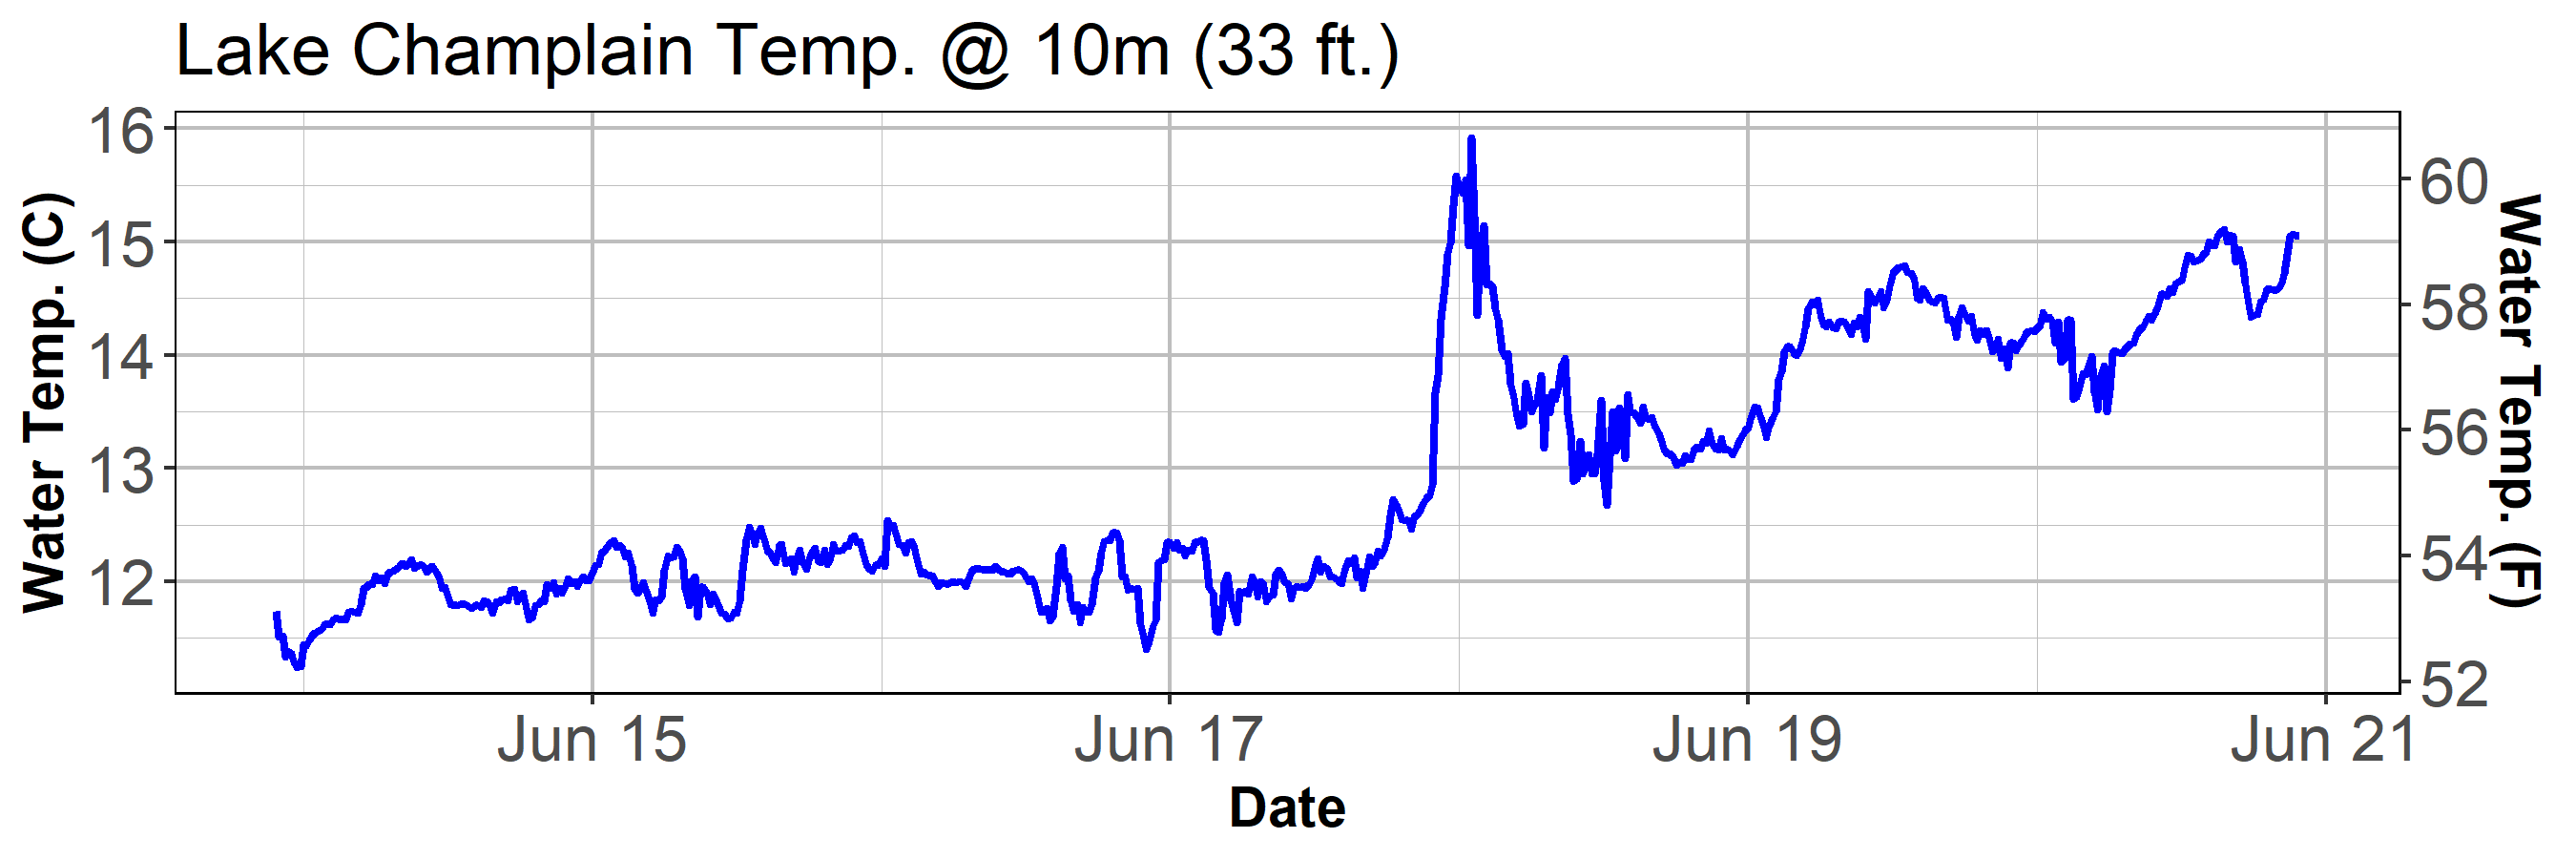 Lake Champlain Temp. @ 10m (33 ft.)
Water Temp. (C)
16
15
14
13
12
60
58
56
54
52
Water Temp. (F)
Jun 15 Jun 17 Jun 19 Jun 21
Date